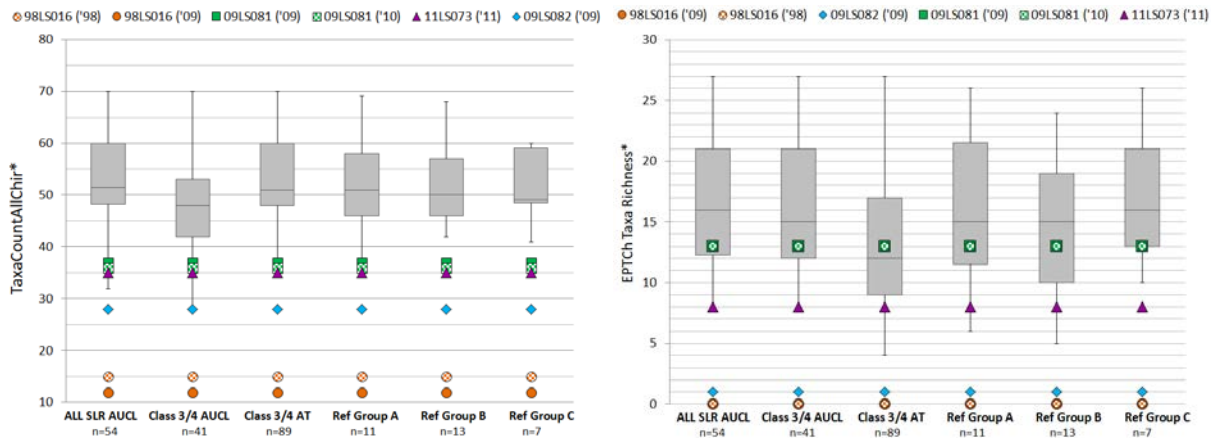 98LS016 ('98) 98LS016 ('09) 09LS081 ('09) 09LS081 ('10) 11LS073 ('11) 09LS082 ('09)
80
70
60
50
40
30
20
10
TaxaCountAllChir*
ALL SLR AUCL Class 3/4 AUCL Class 3/4 AT Ref Group A Ref Group B Ref Group C
n=54 n=41 n=89 n=11 n=13 n=7
98LS016 ('09) 98LS016 ('98) 09LS082 ('09) 09LS081 ('09) 09LS081 ('10) 11LS073 ('11)
30
25
20
15
10
5
0
EPTCh Taxa Richness*
ALL SLR AUCL Class 3/4 AUCL Class 3/4 AT Ref Group A Ref Group B Ref Group C
n=54 n=41 n=89 n=11 n=13 n=7